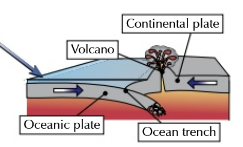 Continental plate
Volcano
Oceanic plate
Ocean trench